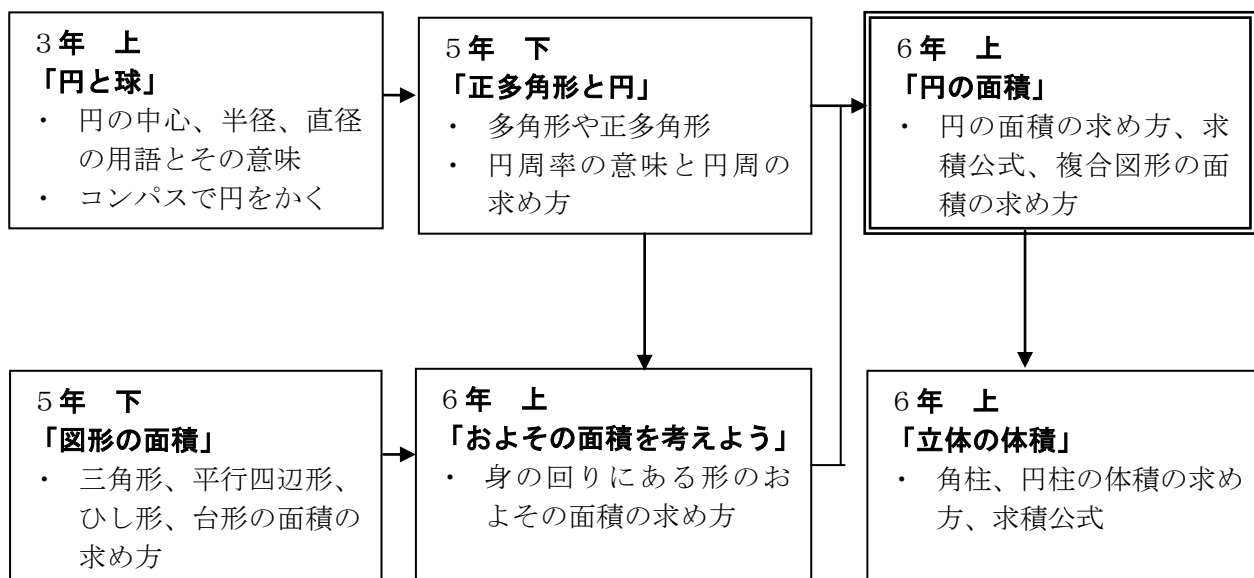 ３年　上
「円と球」
・ 円の中心、半径、直径
の用語とその意味
・ コンパスで円をかく
５年　下
「正多角形と円」
・ 多角形や正多角形
・ 円周率の意味と円周の
求め方
６年　上
「円の面積」
・ 円の面積の求め方、求
積公式、複合図形の面
積の求め方
５年　下
「図形の面積」
・ 三角形、平行四辺形、
ひし形、台形の面積の
求め方
６年　上
「およその面積を考えよう」
・ 身の回りにある形のお
よその面積の求め方
６年　上
「立体の体積」
・ 角柱、円柱の体積の求め
方、求積公式